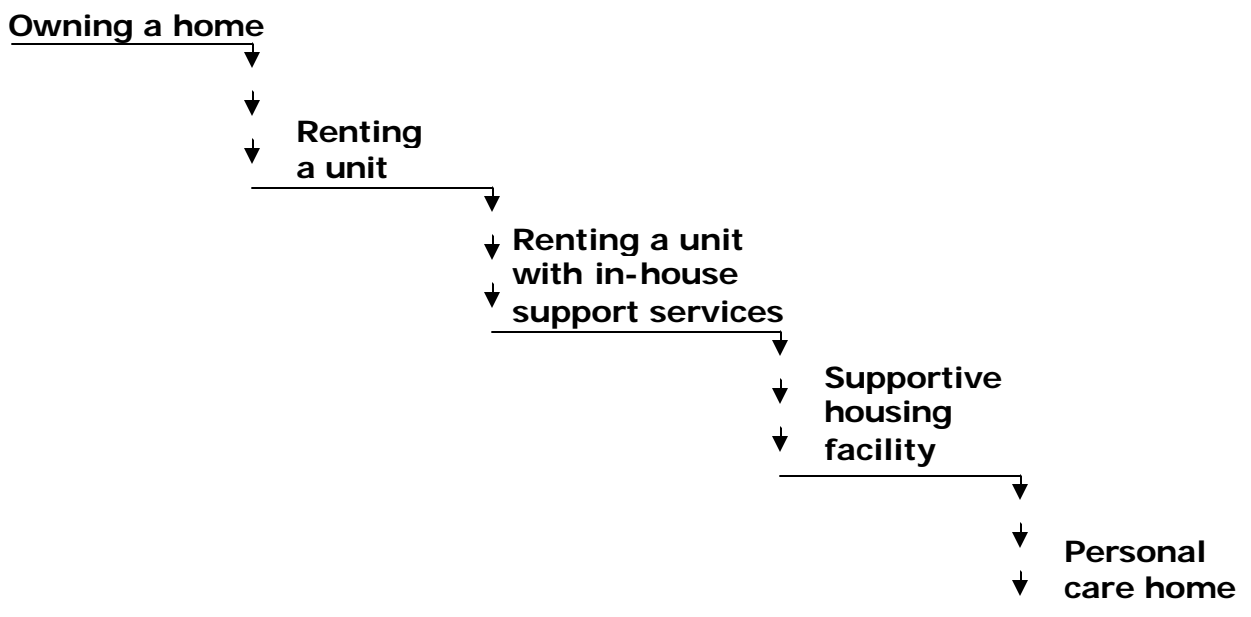 Owning a home
Renting
a unit
Renting a unit
with in-house
support services
Supportive
housing
facility
Personal
care home